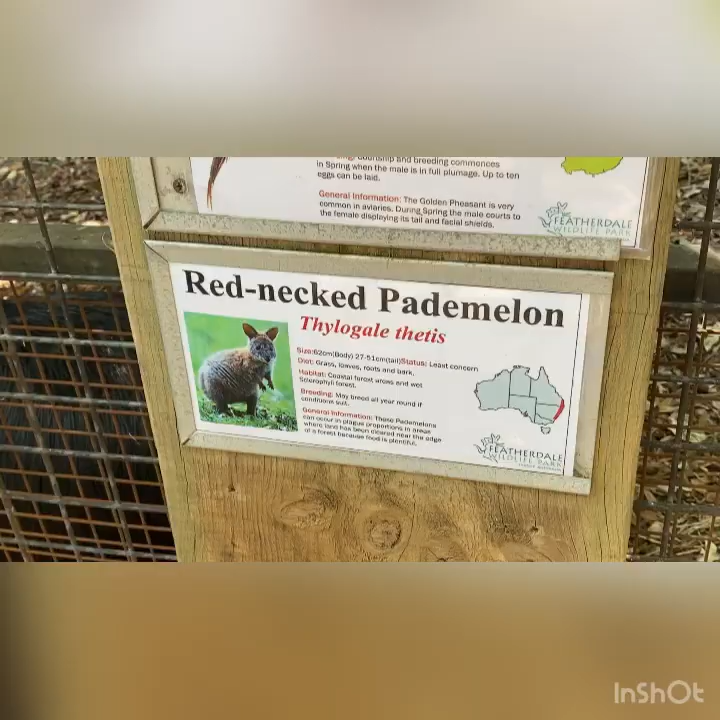 in Spring when the male is in full plumage. Up to ten
eggs can be laid.
General Information: The Golden Pheasant is very
common in aviaries. During Spring the male courts to
the female displaying its tail and facial shields.
FEATHERDALE
WILDLIFE PARK
Red-necked Pademelon
Thylogale thetis
Size:62cm(Body) 27-51cm(tail)Status: Least concern
Diet: Grass, leaves, roots and bark.
Habitat: Coastal forest areas and wet
Sclerophyll forest.
Breeding: May breed all year round if
conditions suit.
General Information: These Pademelons
can occur in plague proportions in areas
where land has been cleared near the edge
of a forest because food is plentiful.
FEATHERDALE
WILDLIFE PARK
InShOt